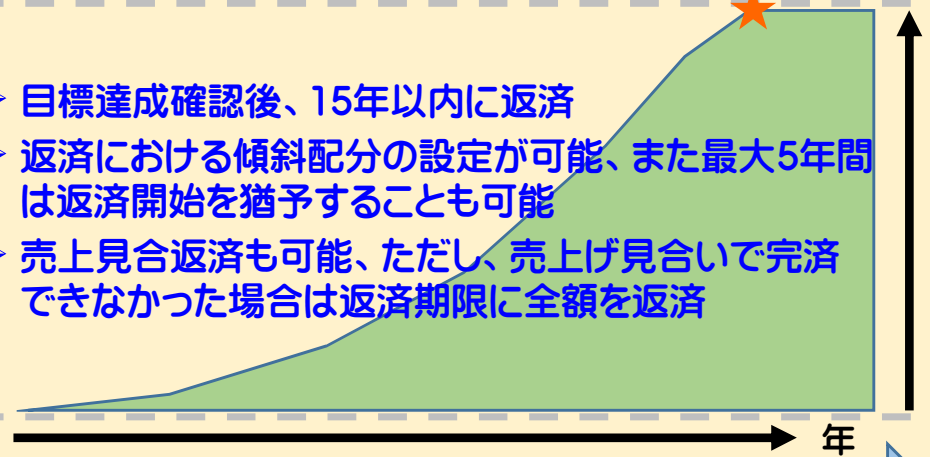 目標達成確認後、15年以内に返済
返済における傾斜配分の設定が可能、また最大5年間
は返済開始を猶予することも可能
売上見合返済も可能、ただし、売上げ見合いで完済
できなかった場合は返済期限に全額を返済
年